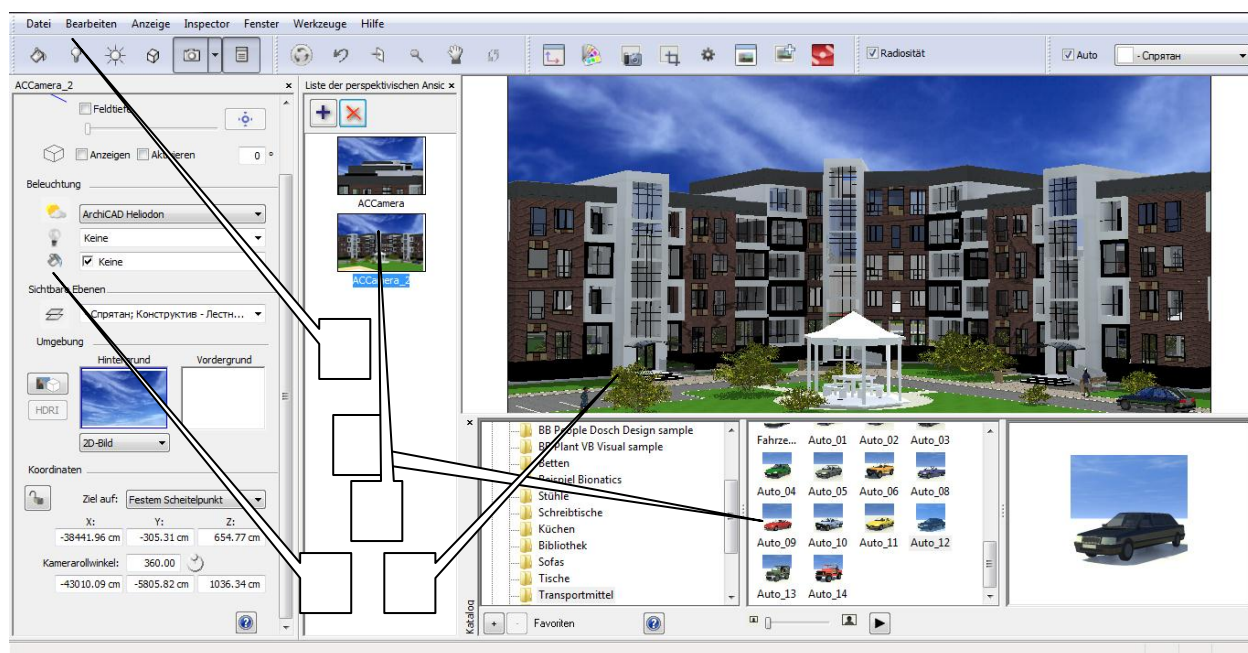 Datei Bearbeiten Anzeige Inspector Fenster Werkzeuge Hilfe
Radiosität
Auto
- Спрятан
ACCamera_2
Feldtiefe
Anzeigen
0 °
Beleuchtung
ArchiCAD Heliodon
Keine
Keine
Sichtbare Ebenen
Спрятан; Конструктив - Лестн...
Umgebung
Hintergrund Vordergrund
HDRI
2D-Bild
Koordinaten
Ziel auf: Festem Scheitelpunkt
X: Y: Z:
-38441.96 cm -305.31 cm 654.77 cm
Kamerarollwinkel: 360.00
-43010.09 cm -5805.82 cm 1036.34 cm
Liste der perspektivischen Ansic
ACCamera
ACCamera_2
Katalog
BB People Dosch Design sample
BB Plant VB Visual sample
Betten
Beispiel Bionatics
Stühle
Schreibtische
Küchen
Bibliothek
Sofas
Tische
Transportmittel
Favoriten
Fahrze... Auto_01 Auto_02 Auto_03
Auto_04 Auto_05 Auto_06 Auto_08
Auto_09 Auto_10 Auto_11 Auto_12
Auto_13 Auto_14